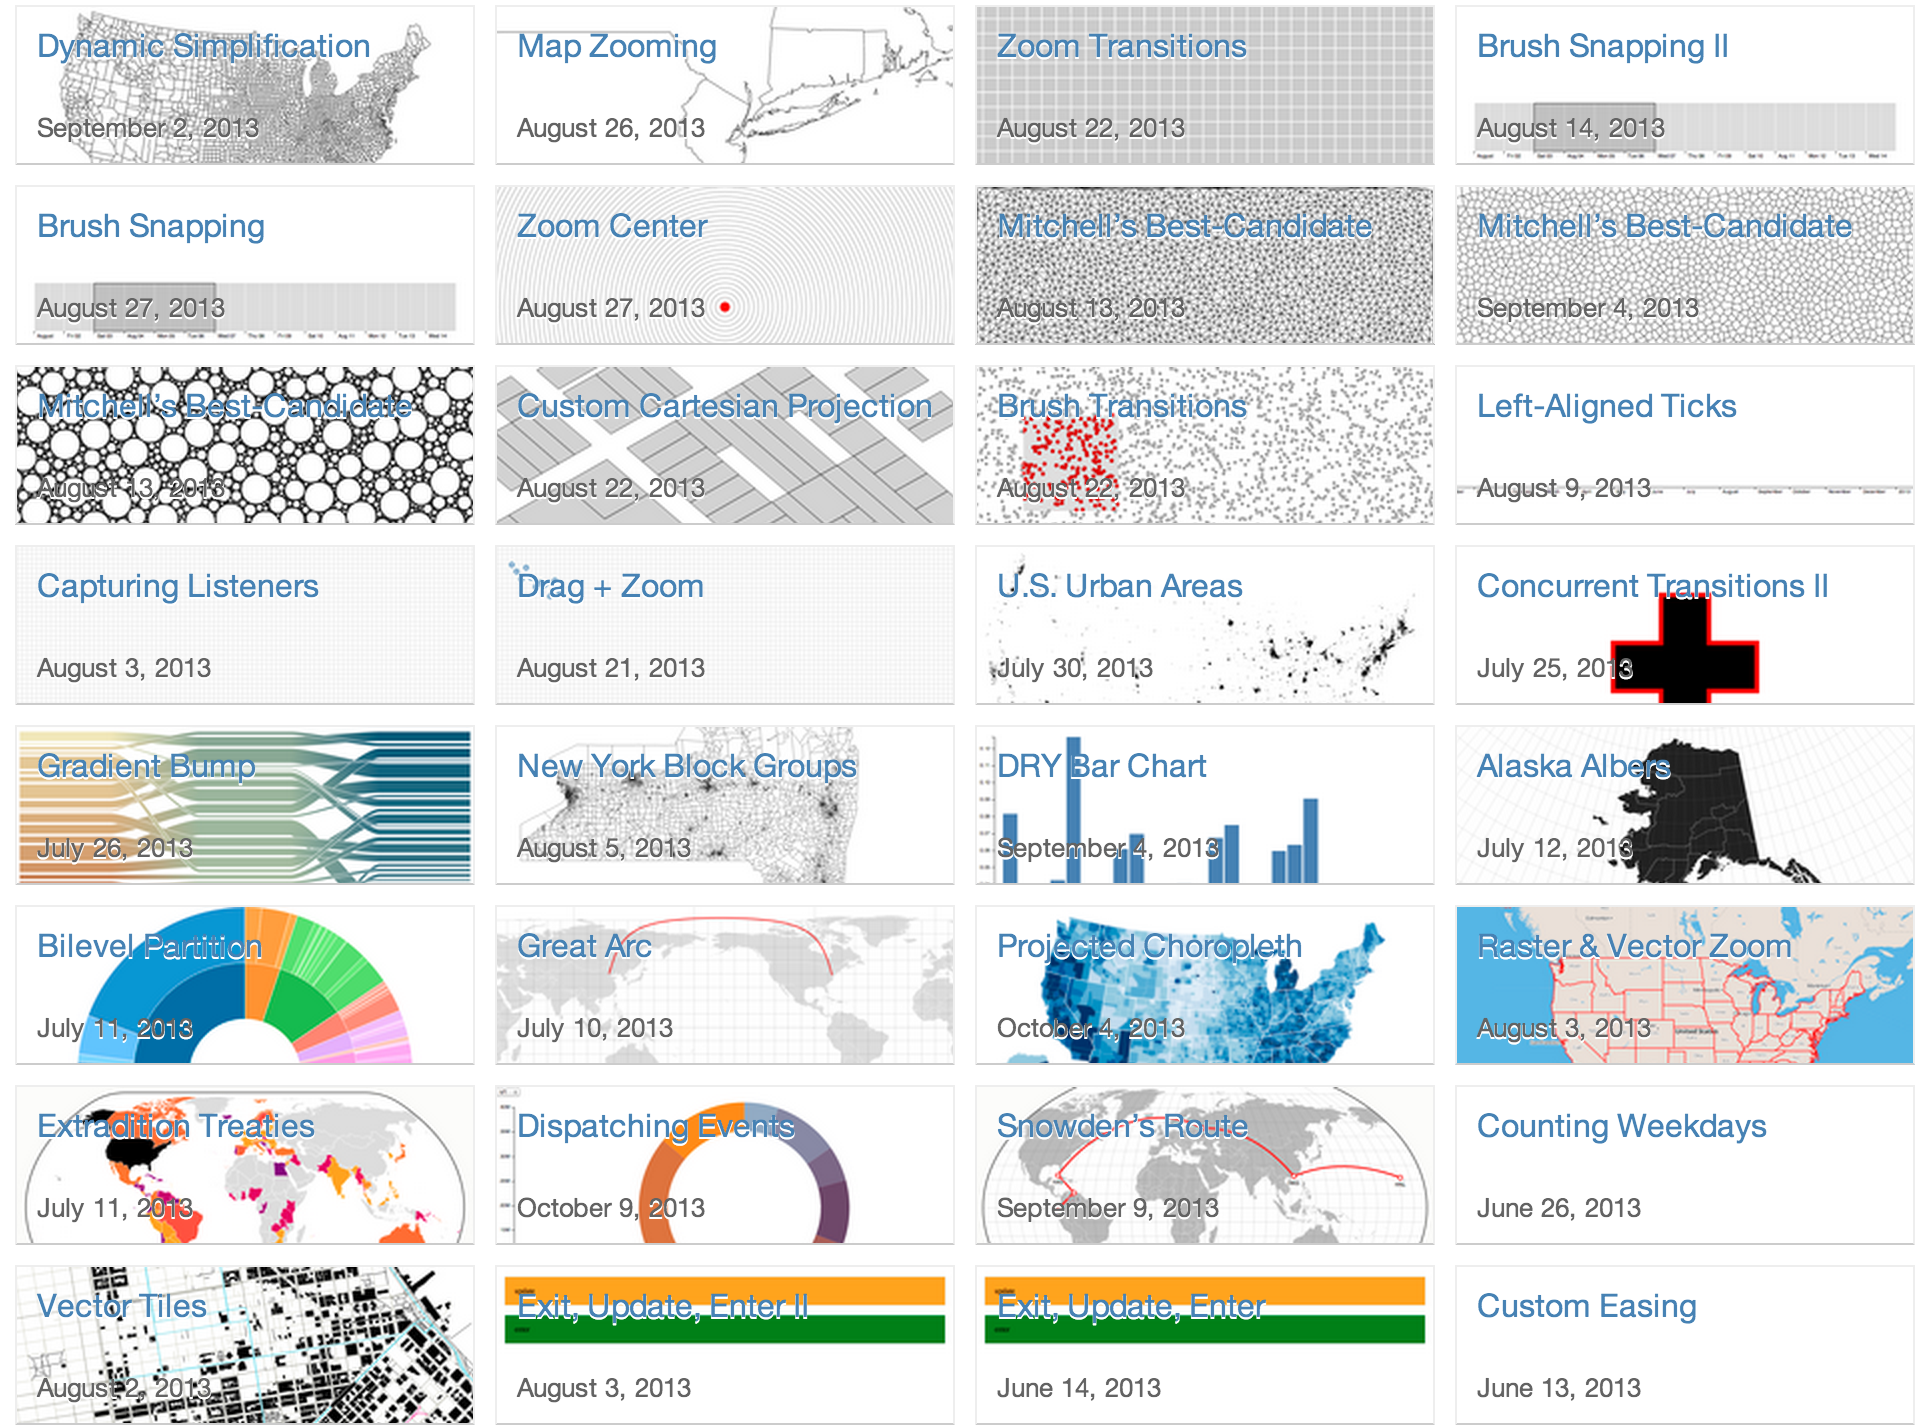 Dynamic Simplification
September 2, 2013
Map Zooming
August 26, 2013
Zoom Transitions
August 22, 2013
Brush Snapping II
August 14, 2013
Brush Snapping
August 27, 2013
Zoom Center
August 27, 2013
Mitchell’s Best-Candidate
August 13, 2013
Mitchell’s Best-Candidate
September 4, 2013
Mitchell’s Best-Candidate
August 13, 2013
Custom Cartesian Projection
August 22, 2013
Brush Transitions
August 22, 2013
Left-Aligned Ticks
August 9, 2013
Capturing Listeners
August 3, 2013
Drag + Zoom
August 21, 2013
U.S. Urban Areas
July 30, 2013
Concurrent Transitions II
July 25, 2013
Gradient Bump
July 26, 2013
New York Block Groups
August 5, 2013
DRY Bar Chart
September 4, 2013
Alaska Albers
July 12, 2013
Bilevel Partition
July 11, 2013
Great Arc
July 10, 2013
Projected Choropleth
October 4, 2013
Raster & Vector Zoom
August 3, 2013
Extradition Treaties
July 11, 2013
Dispatching Events
October 9, 2013
Snowden’s Route
September 9, 2013
Counting Weekdays
June 26, 2013
Vector Tiles
August 2, 2013
Exit, Update, Enter II
August 3, 2013
Exit, Update, Enter
June 14, 2013
Custom Easing
June 13, 2013